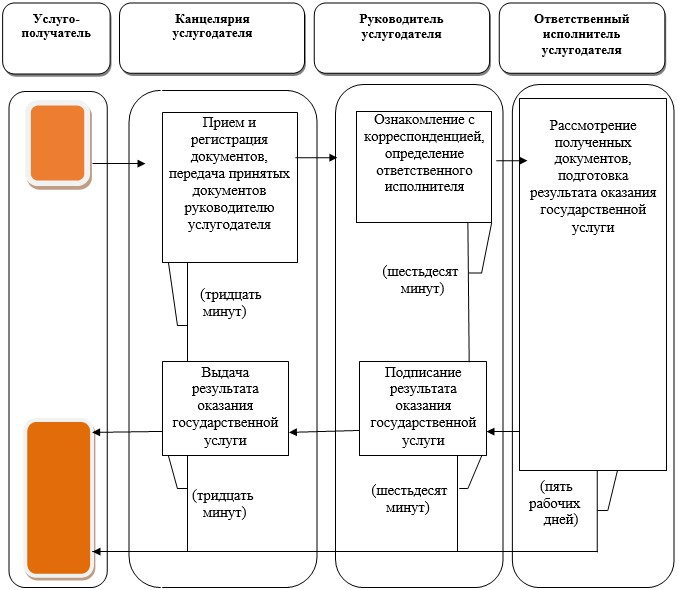 Услуго-
получатель
Канцелярия
услугодателя
Руководитель
услугодателя
Ответственный
исполнитель
услугодателя
Прием и
регистрация
документов,
передача принятых
документов
руководителю
услугодателя
(тридцать
минут)
Ознакомление с
корреспонденцией,
определение
ответственного
исполнителя
(шестьдесят
минут)
Рассмотрение
полученных
документов,
подготовка
результата оказания
государственной
услуги
(пять
рабочих
дней)
Подписание
результата
оказания
государственной
услуги
(шестьдесят
минут)
Выдача
результата
оказания
государственной
услуги
(тридцать
минут)